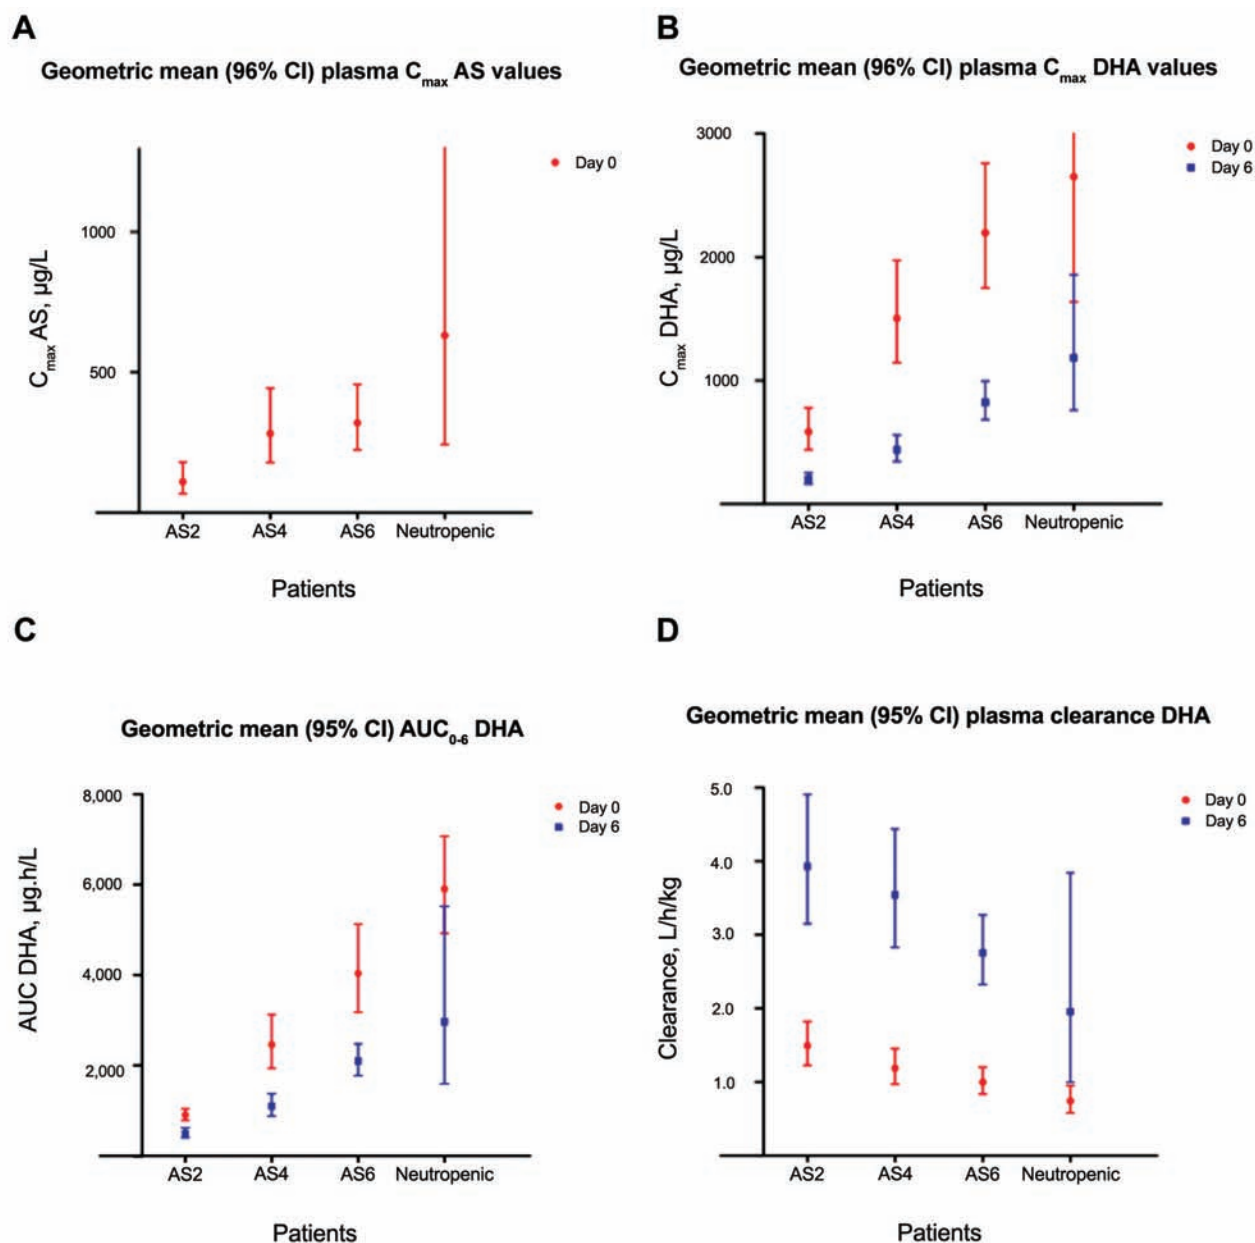 A
Geometric mean (96% CI) plasma Cmax AS values
Day 0
1000
500
Cmax AS, µg/L
AS2 AS4 AS6 Neutropenic
Patients
B
Geometric mean (96% CI) plasma Cmax DHA values
Day 0
Day 6
3000
2000
1000
Cmax DHA, µg/L
AS2 AS4 AS6 Neutropenic
Patients
C
Geometric mean (95% CI) AUC0-6 DHA
Day 0
Day 6
8,000
6,000
4,000
2,000
AUC DHA, µg.h/L
AS2 AS4 AS6 Neutropenic
Patients
D
Geometric mean (95% CI) plasma clearance DHA
Day 0
Day 6
5.0
4.0
3.0
2.0
1.0
Clearance, L/h/kg
AS2 AS4 AS6 Neutropenic
Patients